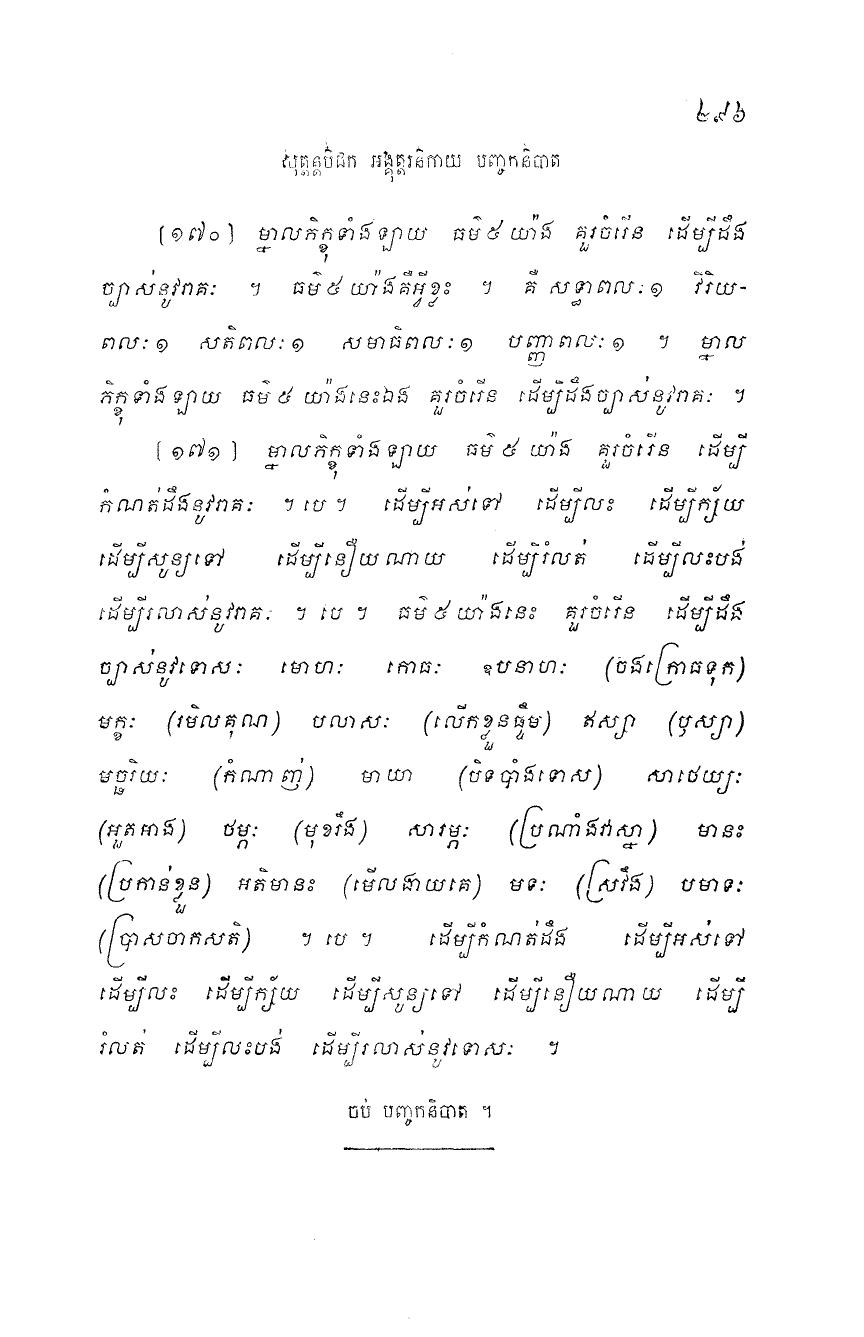 ៤៩៦
សុត្តន្តបិដក អង្គុត្តរនិកាយ បញ្ចកនិបាត
[១៧០] ម្នាលភិក្ខុទាំងឡាយ ធម៌ ៥ យ៉ាង គួរចំរើន ដើម្បីដឹង
ច្បាស់នូវរាគៈ ។ ធម៌ ៥ យ៉ាងគឺអ្វីខ្លះ ។ គឺ សទ្ធាពលៈ ១ វីរិយ-
ពលៈ ១ សតិពលៈ ១ សមាធិពលៈ ១ បញ្ញាពលៈ ១ ។ ម្នាល
ភិក្ខុទាំងឡាយ ធម៌ ៥ យ៉ាងនេះឯង គួរចំរើន ដើម្បីដឹងច្បាស់នូវរាគៈ ។
[១៧១] ម្នាលភិក្ខុទាំងឡាយ ធម៌ ៥ យ៉ាង គួរចំរើន ដើម្បី
កំណត់ដឹងនូវរាគៈ ។ បេ ។ ដើម្បីអស់ទៅ ដើម្បីលះ ដើម្បីក្ស័យ
ដើម្បីសូន្យទៅ ដើម្បីនឿយណាយ ដើម្បីរំលត់ ដើម្បីលះបង់
ដើម្បីរលាស់នូវរាគៈ ។ បេ ។ ធម៌ ៥ យ៉ាងនេះ គួរចំរើន ដើម្បីដឹង
ច្បាស់នូវទោសៈ មោហៈ កោធៈ ឧបនាហៈ (ចងក្រោធទុក)
មក្ខៈ (រមិលគុណ) បលាសៈ (លើកខ្លួនផ្ទឹម) ឥស្សា (ឫស្យា)
មច្ឆរិយៈ (កំណាញ់) មាយា (បិទបាំងទោស) សាថេយ្យៈ
(អួតអាង) ថម្ភៈ (មុខរឹង) សារម្ភៈ (ប្រណាំងវាស្នា) មានះ
(ប្រកាន់ខ្លួន) អតិមានះ (មើលងាយគេ) មទៈ (ស្រវឹង) បមាទៈ
(ប្រាសចាកសតិ) ។ បេ ។ ដើម្បីកំណត់ដឹង ដើម្បីអស់ទៅ
ដើម្បីលះ ដើម្បីក្ស័យ ដើម្បីសូន្យទៅ ដើម្បីនឿយណាយ ដើម្បី
រំលត់ ដើម្បីលះបង់ ដើម្បីរលាស់នូវទោសៈ ។
ចប់ បញ្ចកនិបាត ។